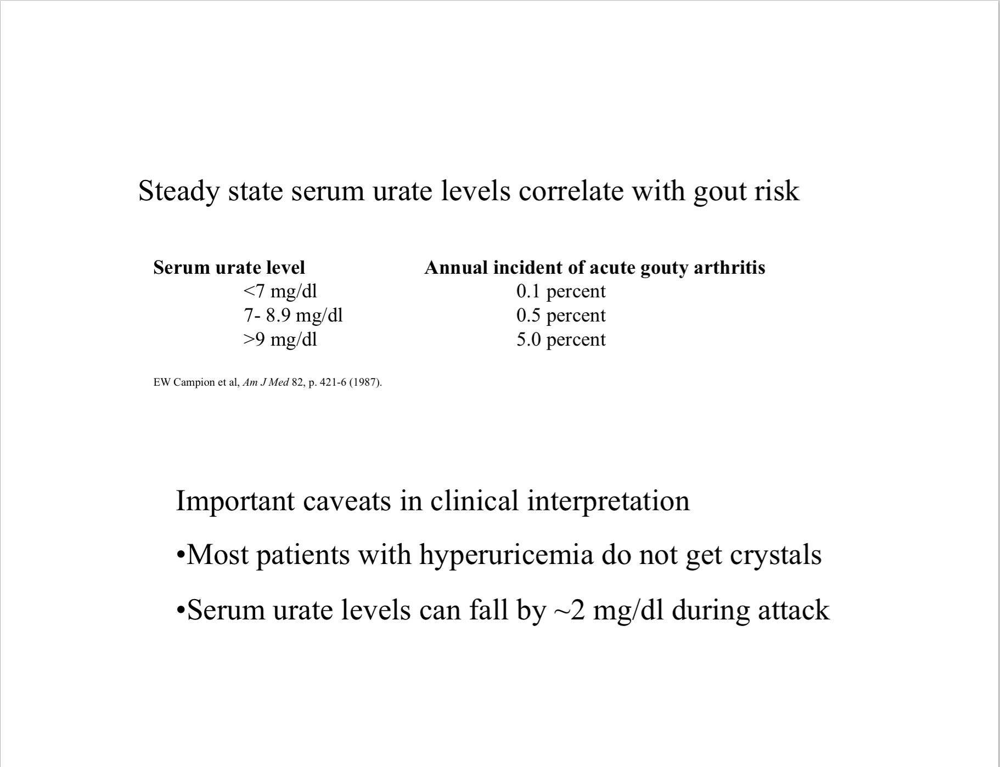 Steady state serum urate levels correlate with gout risk
Serum urate level Annual incident of acute gouty arthritis
<7 mg/dl 0.1 percent
7- 8.9 mg/dl 0.5 percent
>9 mg/dl 5.0 percent
EW Campion et al, Am J Med 82, p. 421-6 (1987).
Important caveats in clinical interpretation
•Most patients with hyperuricemia do not get crystals
•Serum urate levels can fall by ~2 mg/dl during attack